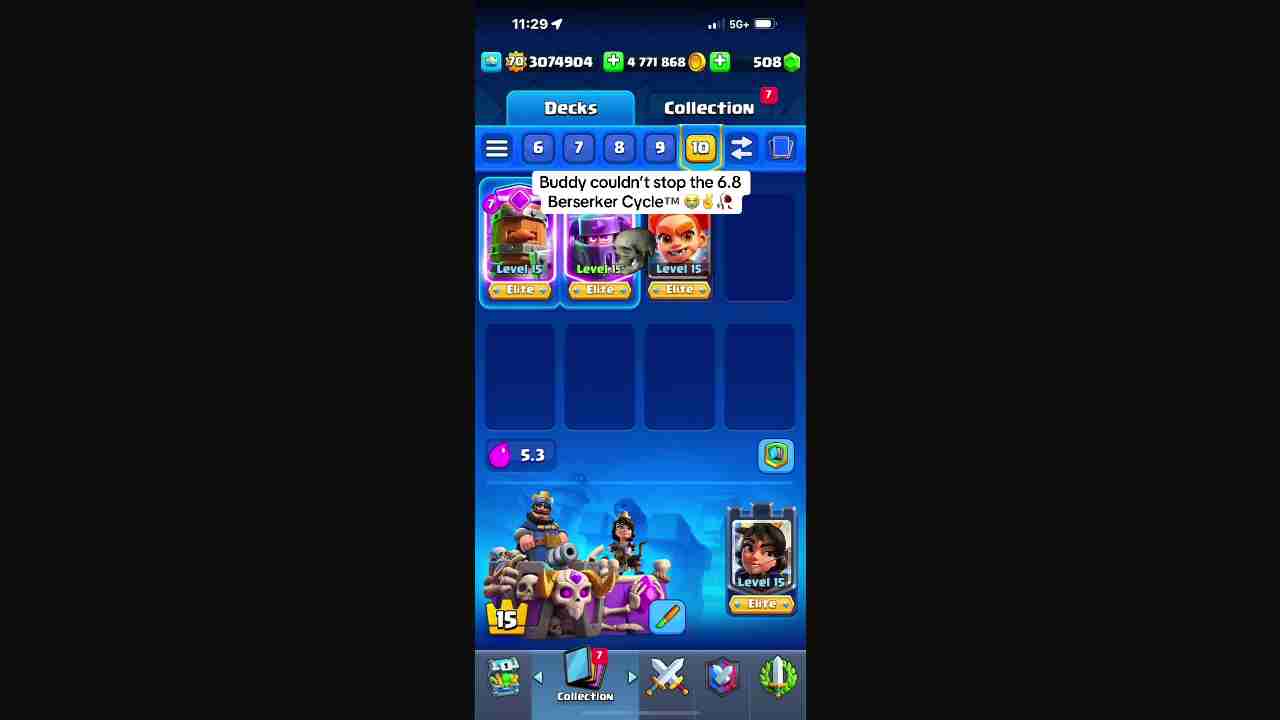 11:29
5G+
70 3074904
4 771 868
508
Decks
Collection
7
6
7
8
9
10
Buddy couldn't stop the 6.8
Berserker Cycle™ 😭✌️🥀
7
Level 15
Level 15
Level 15
Elite
Elite
Elite
5.3
Level 15
Elite
15
7
Collection